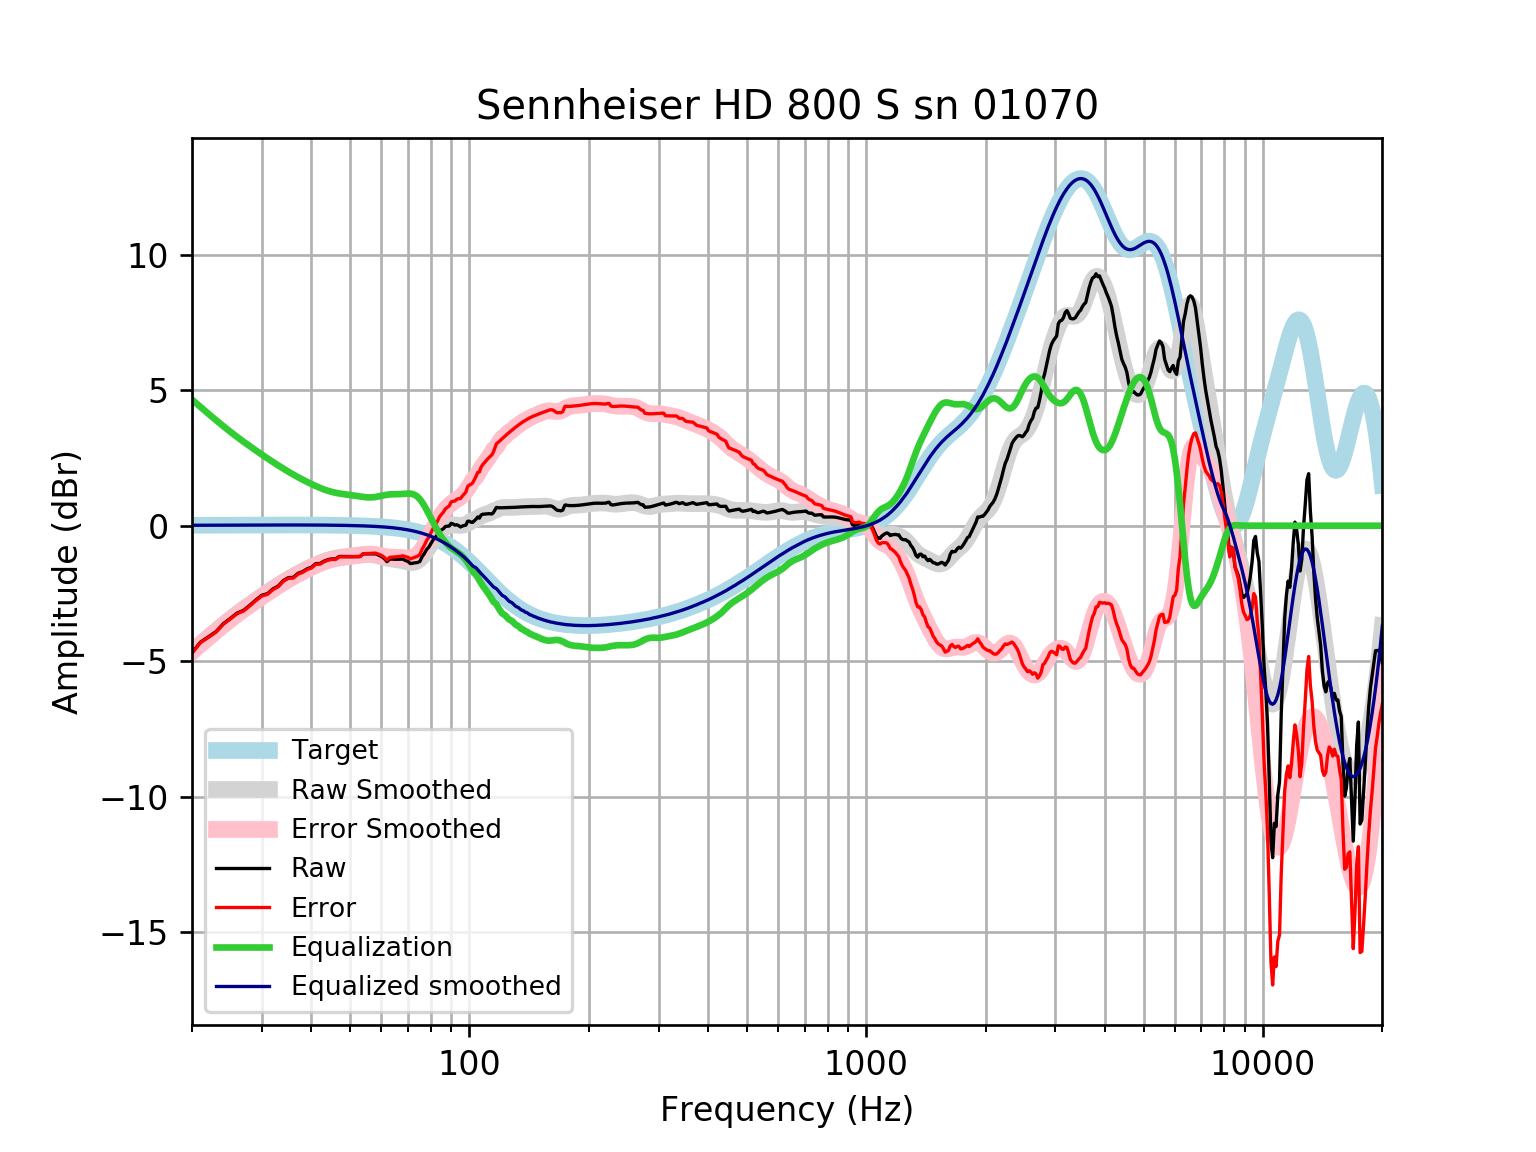 Sennheiser HD 800 S sn 01070
Amplitude (dBr)
10
5
0
−5
−10
−15
Target
Raw Smoothed
Error Smoothed
Raw
Error
Equalization
Equalized smoothed
100
1000
10000
Frequency (Hz)